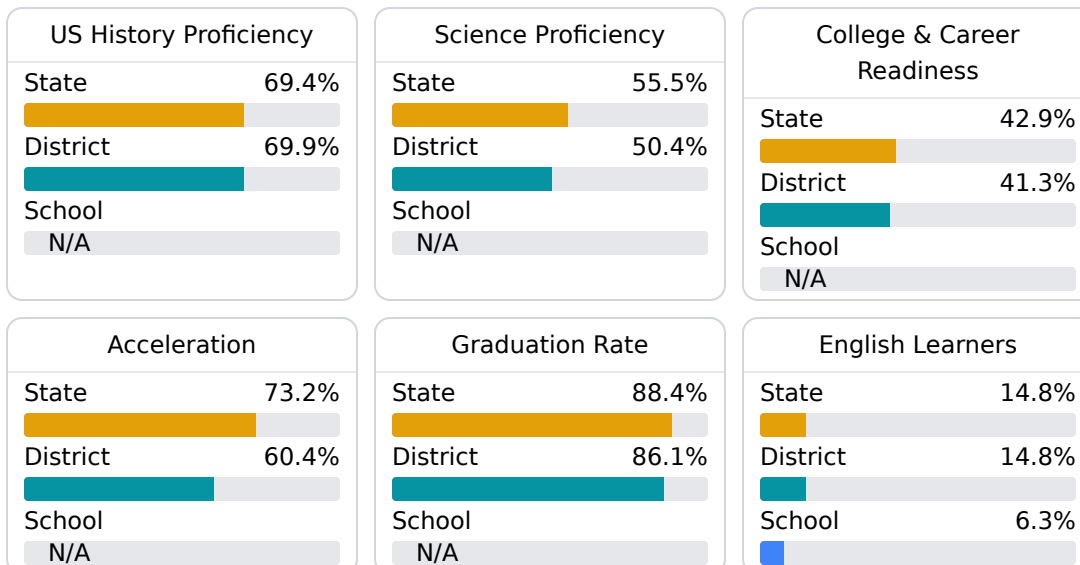 US History Proficiency
State 69.4%
District 69.9%
School
N/A
Science Proficiency
State 55.5%
District 50.4%
School
N/A
College & Career
Readiness
State 42.9%
District 41.3%
School
N/A
Acceleration
State 73.2%
District 60.4%
School
N/A
Graduation Rate
State 88.4%
District 86.1%
School
N/A
English Learners
State 14.8%
District 14.8%
School 6.3%